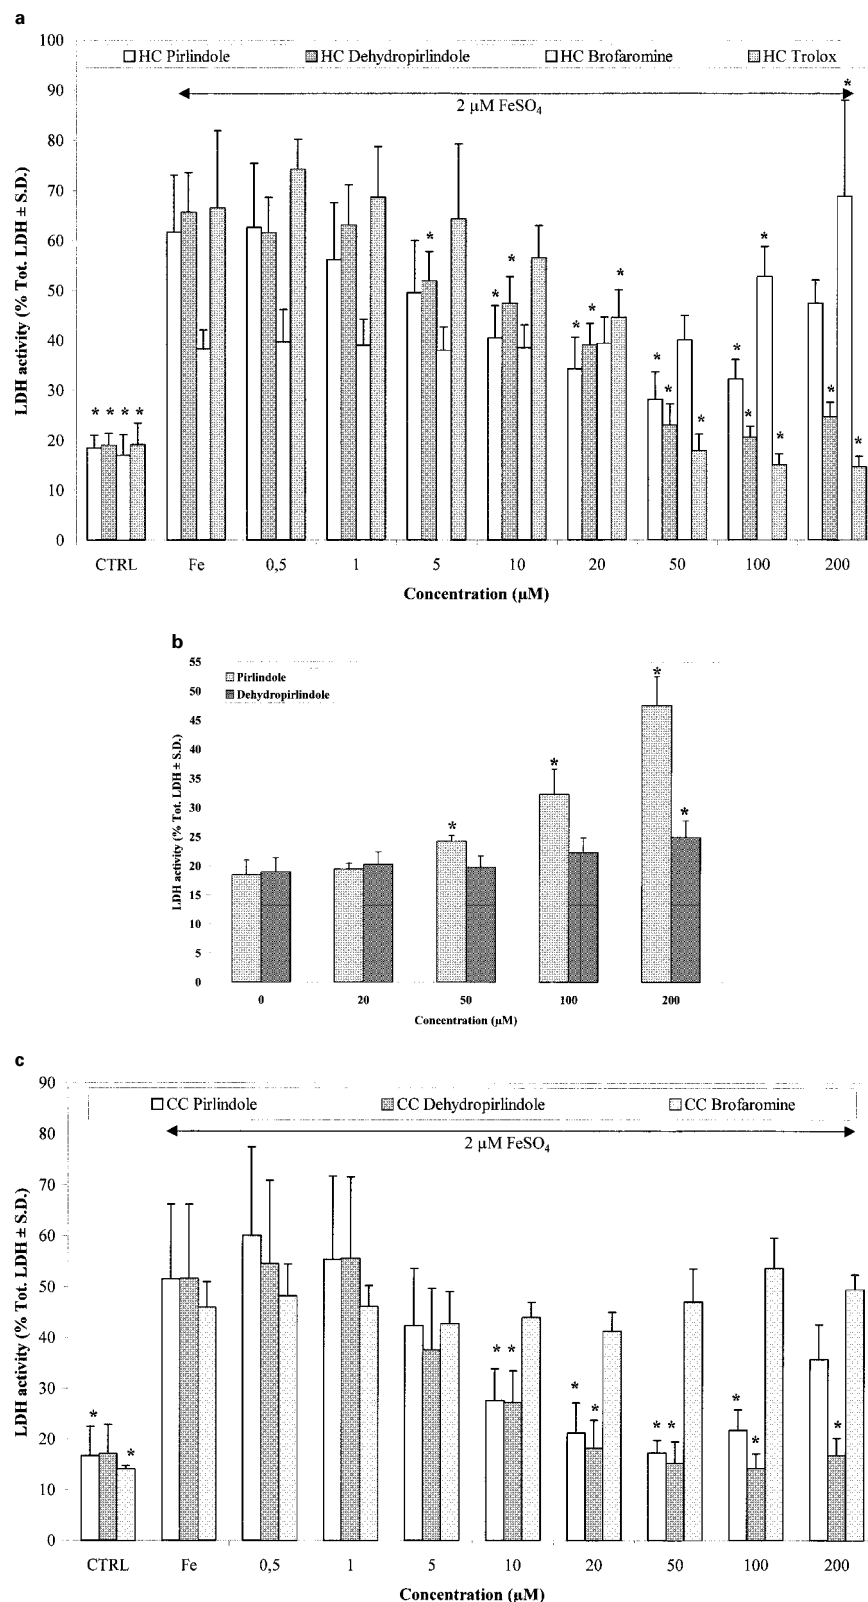 a
100
90
80
70
60
50
40
30
20
10
0
LDH activity (% Tot. LDH ± S.D.)
HC Pirlindole HC Dehydropirlindole HC Brofaromine HC Trolox
2 µM FeSO₄
* * * *
*
* *
* * *
* * *
* * * *
* * *
CTRL Fe 0,5 1 5 10 20 50 100 200
Concentration (µM)
b
55
50
45
40
35
30
25
20
15
10
5
0
LDH activity (% Tot. LDH ± S.D.)
Pirlindole
Dehydropirlindole
* * * *
0 20 50 100 200
Concentration (µM)
c
90
80
70
60
50
40
30
20
10
0
LDH activity (% Tot. LDH ± S.D.)
CC Pirlindole CC Dehydropirlindole CC Brofaromine
2 µM FeSO₄
* *
* *
* *
* *
* *
*
CTRL Fe 0,5 1 5 10 20 50 100 200
Concentration (µM)